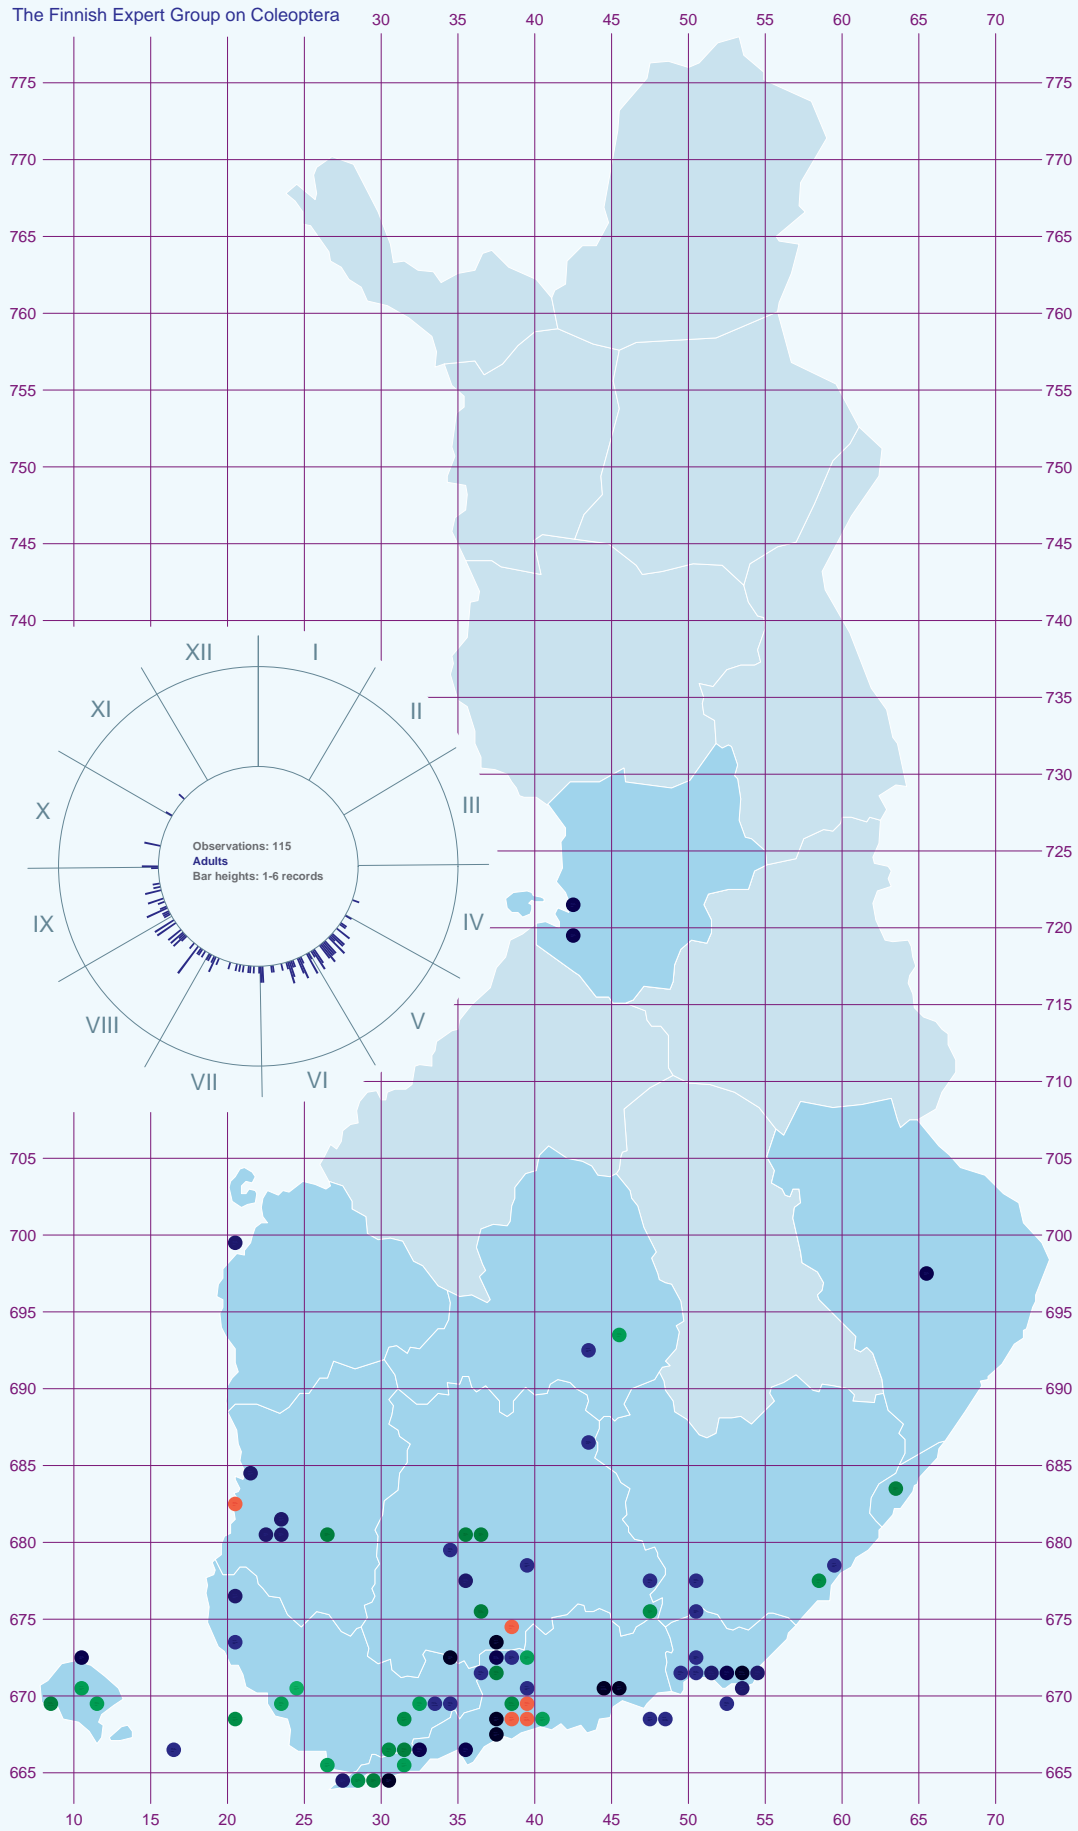 The Finnish Expert Group on Coleoptera
30 40 45 50 55 60 65 70
775 775
770 770
765 765
760 760
755 755
750 750
745 745
740 740
XII I
XI II
735
730
X III
Observations: 115
Adults
Bar heights: 1-6 records
725
IX IV
720
715
VIII V
VII VI
710
705 705
700 700
695 695
690 690
685 685
680 680
675 675
670 670
665 665
10 15 20 25 30 35 40 45 50 55 60 65 70